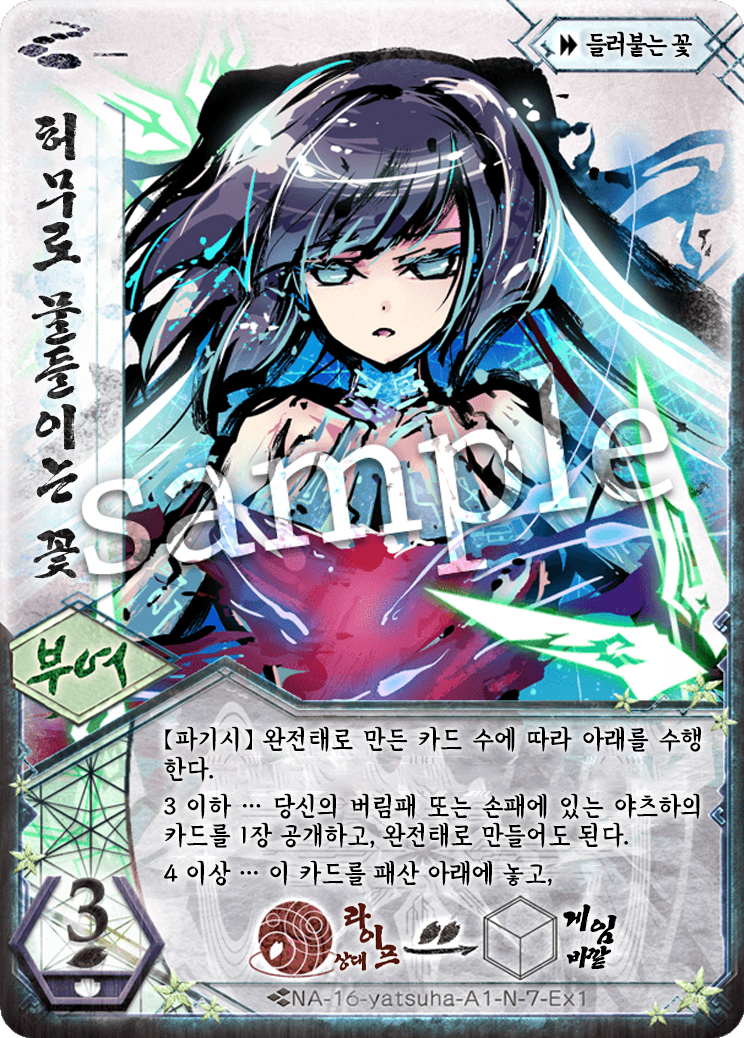 들러붙는 꽃
허무로 물들이는 꽃
sample
부여
【파기시】 완전태로 만든 카드 수에 따라 아래를 수행
한다.
3 이하 … 당신의 버림패 또는 손패에 있는 야츠하의
카드를 1장 공개하고, 완전태로 만들어도 된다.
4 이상 … 이 카드를 패산 아래에 놓고,
3
상대 라이프
게임 바깥
NA-16-yatsuha-A1-N-7-Ex1